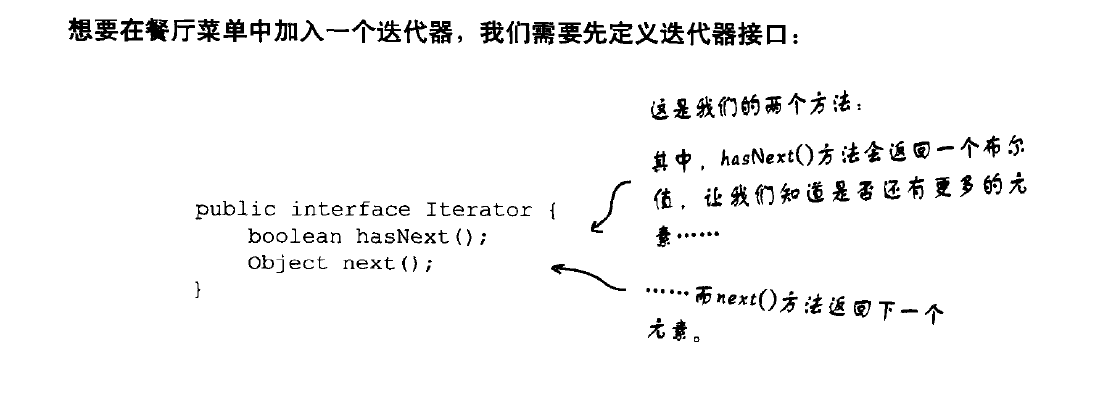 想要在餐厅菜单中加入一个迭代器，我们需要先定义迭代器接口：
这是我们的两个方法：
其中，hasNext()方法会返回一个布尔
值，让我们知道是否还有更多的元
素……
public interface Iterator {
boolean hasNext();
Object next();
}
……而next()方法返回下一个
元素。